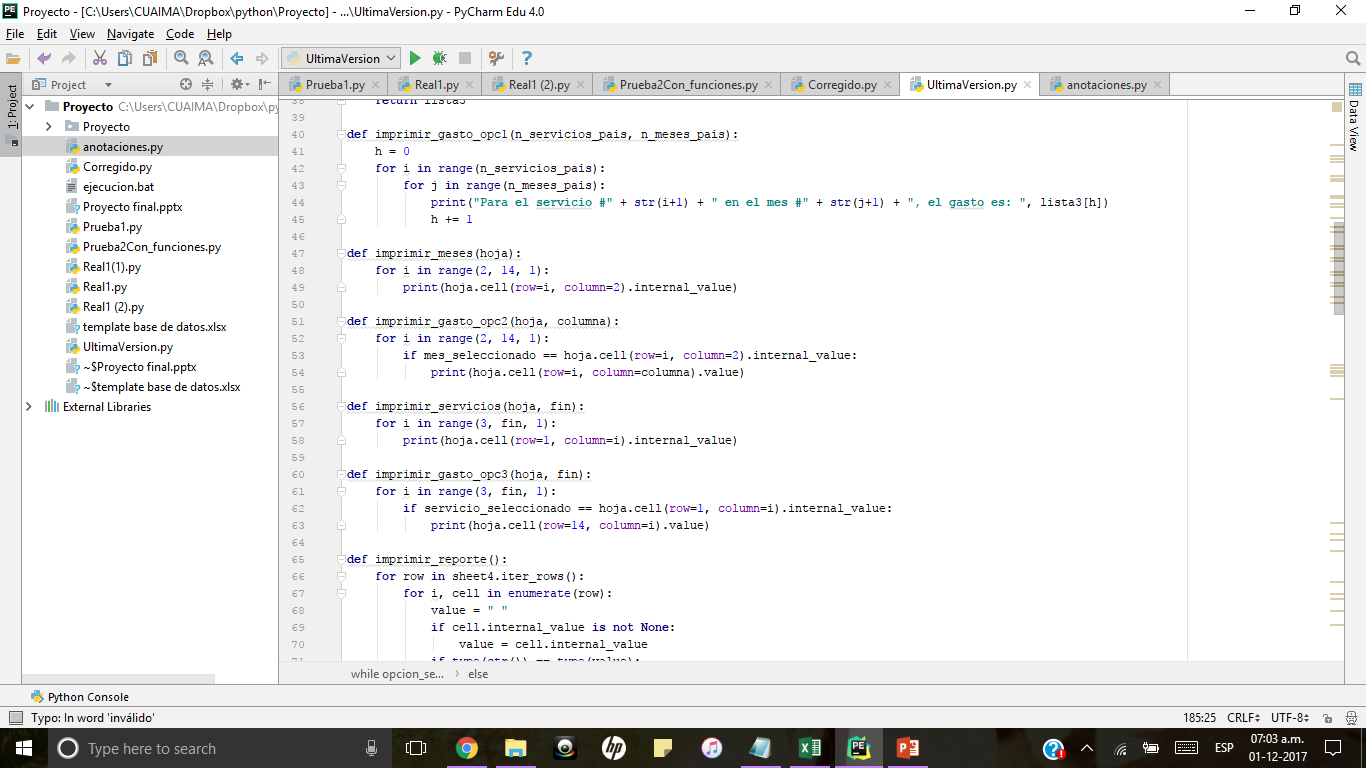 Proyecto - [C:\Users\CUAIMA\Dropbox\python\Proyecto] - ...\UltimaVersion.py - PyCharm Edu 4.0
File Edit View Navigate Code Help
UltimaVersion
Project
Prueba1.py Real1.py Real1 (2).py Prueba2Con_funciones.py Corregido.py UltimaVersion.py anotaciones.py
1: Project
Data View
Proyecto C:\Users\CUAIMA\Dropbox\py
Proyecto
anotaciones.py
Corregido.py
ejecucion.bat
Proyecto final.pptx
Prueba1.py
Prueba2Con_funciones.py
Real1(1).py
Real1.py
Real1 (2).py
template base de datos.xlsx
UltimaVersion.py
~$Proyecto final.pptx
~$template base de datos.xlsx
External Libraries
38 return lista3
39
40 def imprimir_gasto_opc1(n_servicios_pais, n_meses_pais):
41 h = 0
42 for i in range(n_servicios_pais):
43 for j in range(n_meses_pais):
44 print("Para el servicio #" + str(i+1) + " en el mes #" + str(j+1) + ", el gasto es: ", lista3[h])
45 h += 1
46
47 def imprimir_meses(hoja):
48 for i in range(2, 14, 1):
49 print(hoja.cell(row=i, column=2).internal_value)
50
51 def imprimir_gasto_opc2(hoja, columna):
52 for i in range(2, 14, 1):
53 if mes_seleccionado == hoja.cell(row=i, column=2).internal_value:
54 print(hoja.cell(row=i, column=columna).value)
55
56 def imprimir_servicios(hoja, fin):
57 for i in range(3, fin, 1):
58 print(hoja.cell(row=1, column=i).internal_value)
59
60 def imprimir_gasto_opc3(hoja, fin):
61 for i in range(3, fin, 1):
62 if servicio_seleccionado == hoja.cell(row=1, column=i).internal_value:
63 print(hoja.cell(row=14, column=i).value)
64
65 def imprimir_reporte():
66 for row in sheet4.iter_rows():
67 for i, cell in enumerate(row):
68 value = " "
69 if cell.internal_value is not None:
70 value = cell.internal_value
71 if type(str()) == type(value):
while opcion_se... › else
Python Console
Typo: In word 'inválido'
185:25 CRLF UTF-8
Type here to search
ESP
07:03 a.m.
01-12-2017